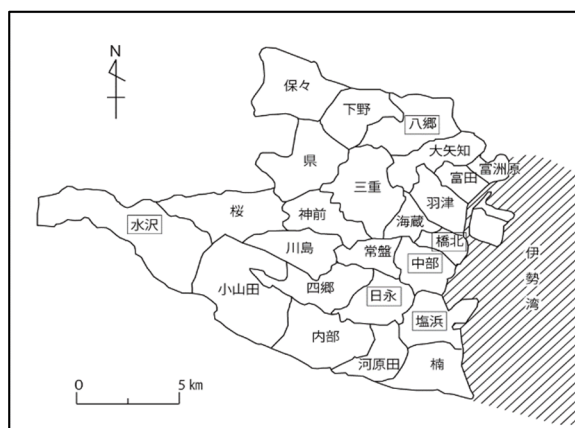 N
保々
下野
八郷
大矢知
富洲原
富田
県
三重
羽津
桜
神前
海蔵
水沢
橋北
川島
常盤
中部
伊勢湾
小山田
四郷
日永
塩浜
内部
河原田
楠
0 5 km